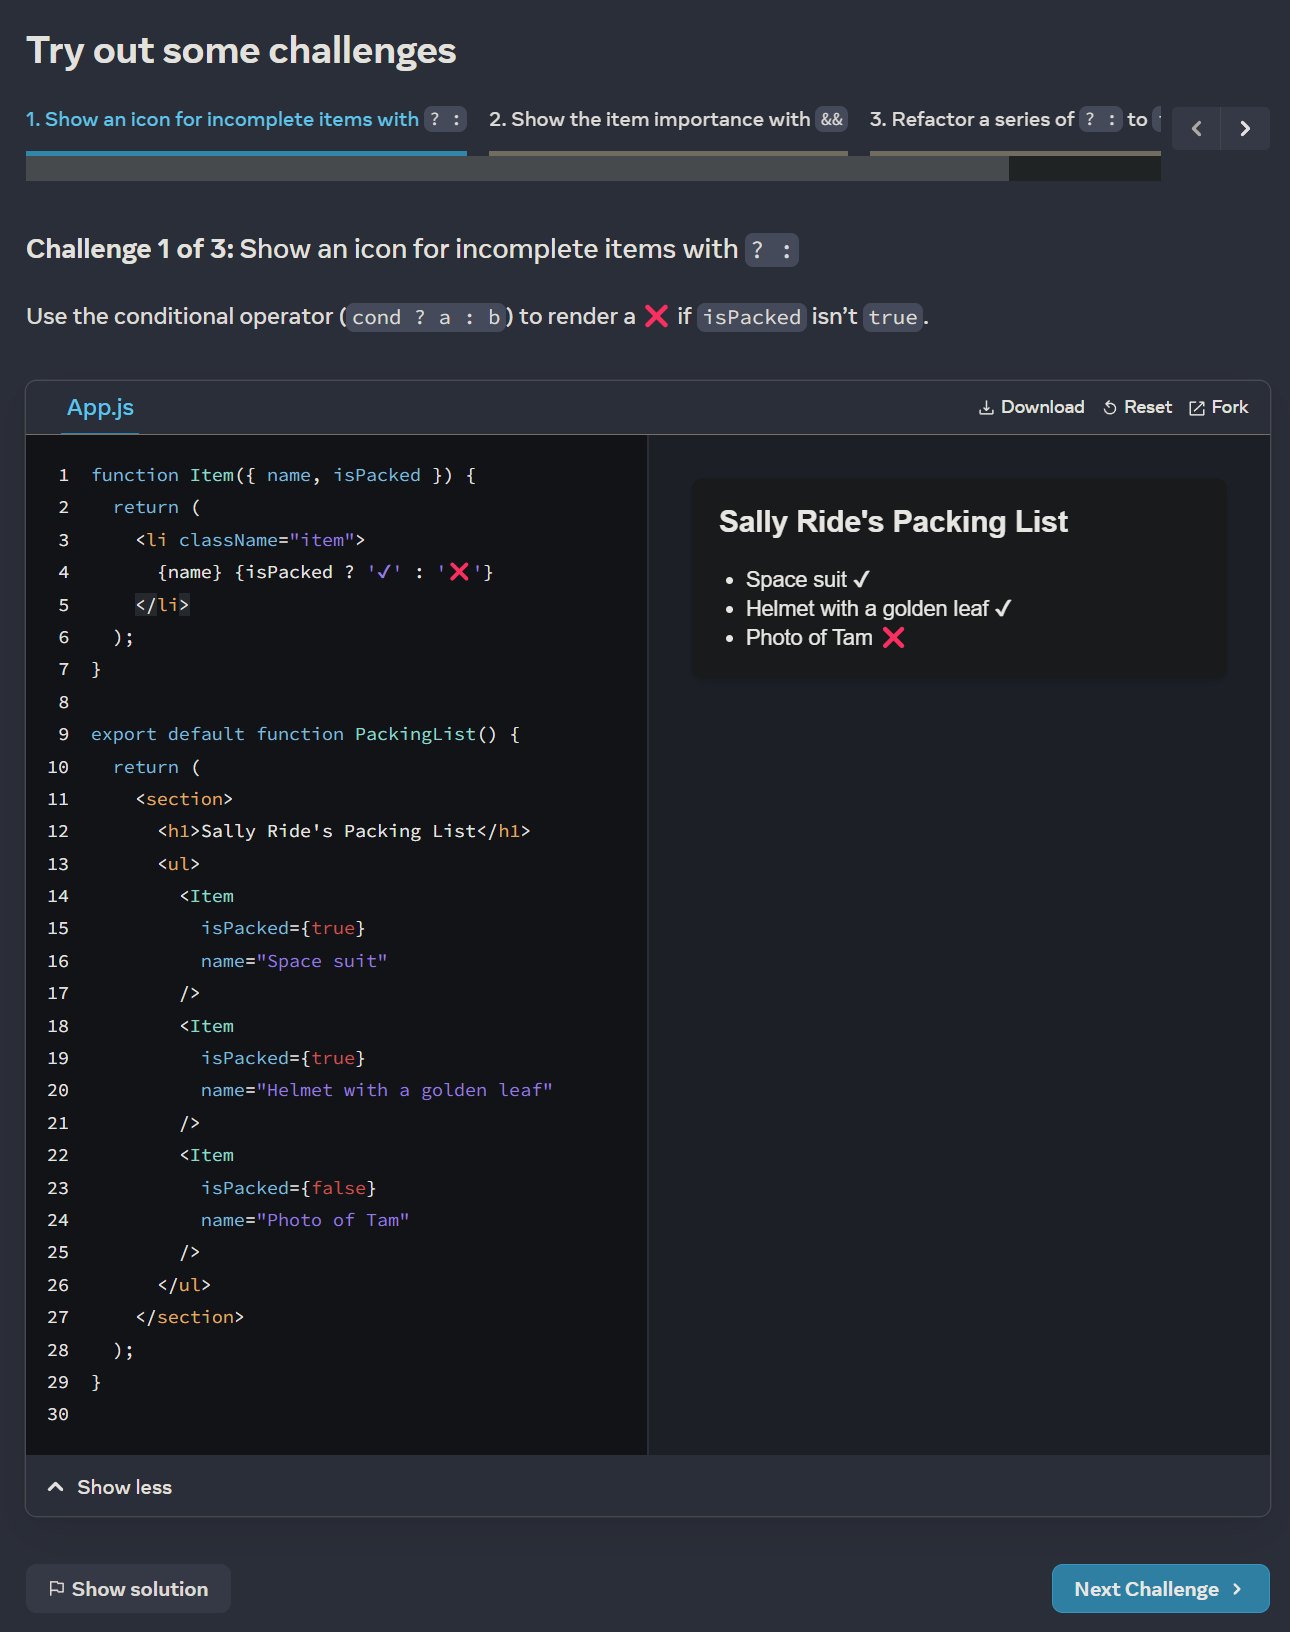 Try out some challenges
1. Show an icon for incomplete items with ? :
2. Show the item importance with &&
3. Refactor a series of ? : to
Challenge 1 of 3: Show an icon for incomplete items with ? :
Use the conditional operator (cond ? a : b) to render a ❌ if isPacked isn’t true.
App.js
Download
Reset
Fork
1 function Item({ name, isPacked }) {
2   return (
3     <li className="item">
4       {name} {isPacked ? '✓' : '❌'}
5     </li>
6   );
7 }
8
9 export default function PackingList() {
10   return (
11     <section>
12       <h1>Sally Ride's Packing List</h1>
13       <ul>
14         <Item
15           isPacked={true}
16           name="Space suit"
17         />
18         <Item
19           isPacked={true}
20           name="Helmet with a golden leaf"
21         />
22         <Item
23           isPacked={false}
24           name="Photo of Tam"
25         />
26       </ul>
27     </section>
28   );
29 }
30
Sally Ride's Packing List
• Space suit ✓
• Helmet with a golden leaf ✓
• Photo of Tam ❌
Show less
Show solution
Next Challenge